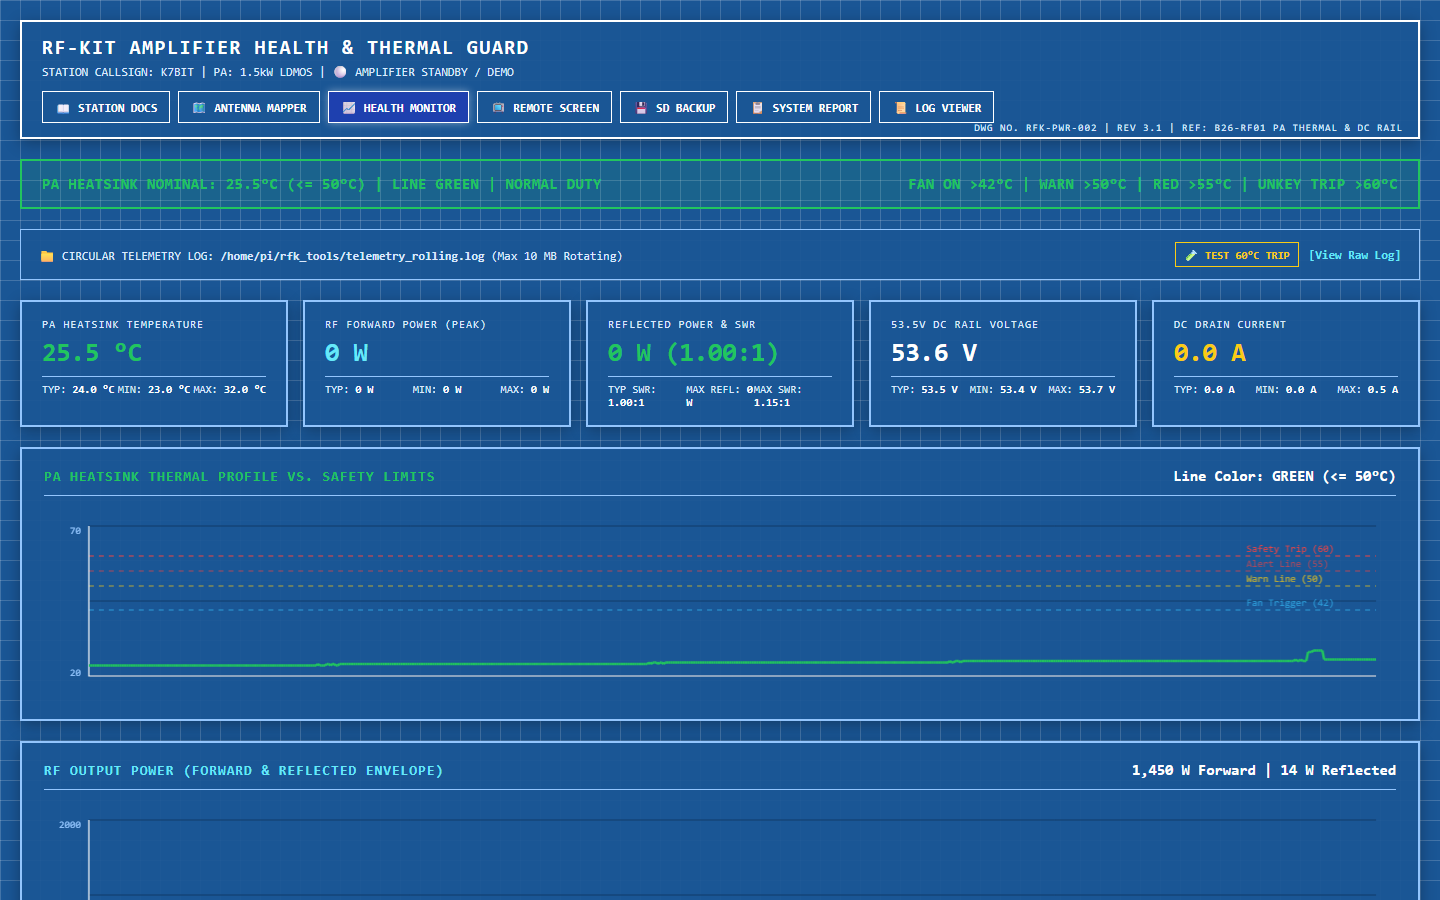 RF-KIT AMPLIFIER HEALTH & THERMAL GUARD
STATION CALLSIGN: K7BIT | PA: 1.5kW LDMOS | AMPLIFIER STANDBY / DEMO
STATION DOCS
ANTENNA MAPPER
HEALTH MONITOR
REMOTE SCREEN
SD BACKUP
SYSTEM REPORT
LOG VIEWER
DWG NO. RFK-PWR-002 | REV 3.1 | REF: B26-RF01 PA THERMAL & DC RAIL
PA HEATSINK NOMINAL: 25.5°C (<= 50°C) | LINE GREEN | NORMAL DUTY
FAN ON >42°C | WARN >50°C | RED >55°C | UNKEY TRIP >60°C
CIRCULAR TELEMETRY LOG: /home/pi/rfk_tools/telemetry_rolling.log (Max 10 MB Rotating)
TEST 60°C TRIP
[View Raw Log]
PA HEATSINK TEMPERATURE
25.5 °C
TYP: 24.0 °C MIN: 23.0 °C MAX: 32.0 °C
RF FORWARD POWER (PEAK)
0 W
TYP: 0 W MIN: 0 W MAX: 0 W
REFLECTED POWER & SWR
0 W (1.00:1)
TYP SWR: 1.00:1
MAX REFL: 0 W
MAX SWR: 1.15:1
53.5V DC RAIL VOLTAGE
53.6 V
TYP: 53.5 V MIN: 53.4 V MAX: 53.7 V
DC DRAIN CURRENT
0.0 A
TYP: 0.0 A MIN: 0.0 A MAX: 0.5 A
PA HEATSINK THERMAL PROFILE VS. SAFETY LIMITS
Line Color: GREEN (<= 50°C)
70
Safety Trip (60)
Alert Line (55)
Warn Line (50)
Fan Trigger (42)
20
RF OUTPUT POWER (FORWARD & REFLECTED ENVELOPE)
1,450 W Forward | 14 W Reflected
2000